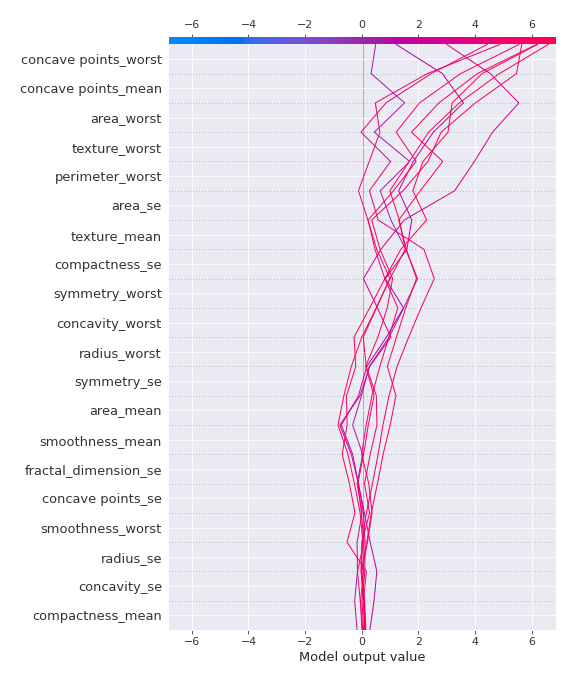 −6 −4 −2 0 2 4 6
concave points_worst
concave points_mean
area_worst
texture_worst
perimeter_worst
area_se
texture_mean
compactness_se
symmetry_worst
concavity_worst
radius_worst
symmetry_se
area_mean
smoothness_mean
fractal_dimension_se
concave points_se
smoothness_worst
radius_se
concavity_se
compactness_mean
−6 −4 −2 0 2 4 6
Model output value